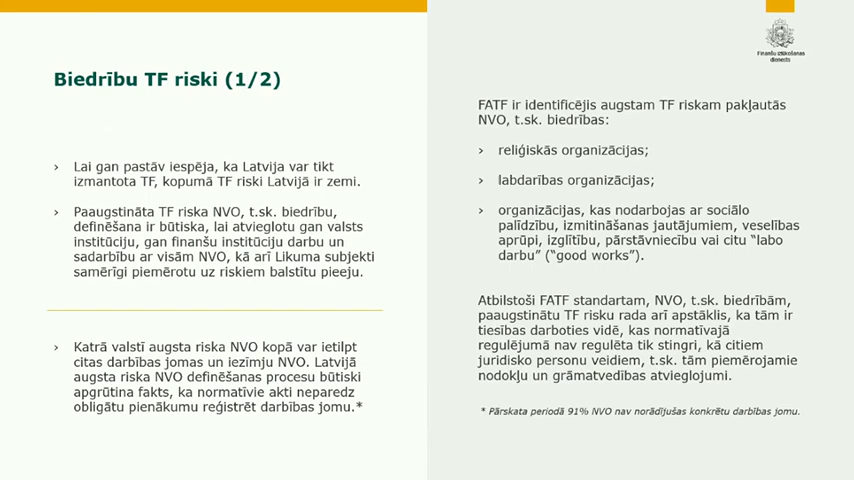 Biedrību TF riski (1/2)
› Lai gan pastāv iespēja, ka Latvija var tikt
izmantota TF, kopumā TF riski Latvijā ir zemi.
› Paaugstināta TF riska NVO, t.sk. biedrību,
definēšana ir būtiska, lai atvieglotu gan valsts
institūciju, gan finanšu institūciju darbu un
sadarbību ar visām NVO, kā arī Likuma subjekti
samērīgi piemērotu uz riskiem balstītu pieeju.
› Katrā valstī augsta riska NVO kopā var ietilpt
citas darbības jomas un iezīmju NVO. Latvijā
augsta riska NVO definēšanas procesu būtiski
apgrūtina fakts, ka normatīvie akti neparedz
obligātu pienākumu reģistrēt darbības jomu.*
Finanšu izlūkošanas
dienests
FATF ir identificējis augstam TF riskam pakļautās
NVO, t.sk. biedrības:
› reliģiskās organizācijas;
› labdarības organizācijas;
› organizācijas, kas nodarbojas ar sociālo
palīdzību, izmitināšanas jautājumiem, veselības
aprūpi, izglītību, pārstāvniecību vai citu “labo
darbu” (“good works”).
Atbilstoši FATF standartam, NVO, t.sk. biedrībām,
paaugstinātu TF risku rada arī apstāklis, ka tām ir
tiesības darboties vidē, kas normatīvajā
regulējumā nav regulēta tik stingri, kā citiem
juridisko personu veidiem, t.sk. tām piemērojamie
nodokļu un grāmatvedības atvieglojumi.
* Pārskata periodā 91% NVO nav norādījušas konkrētu darbības jomu.